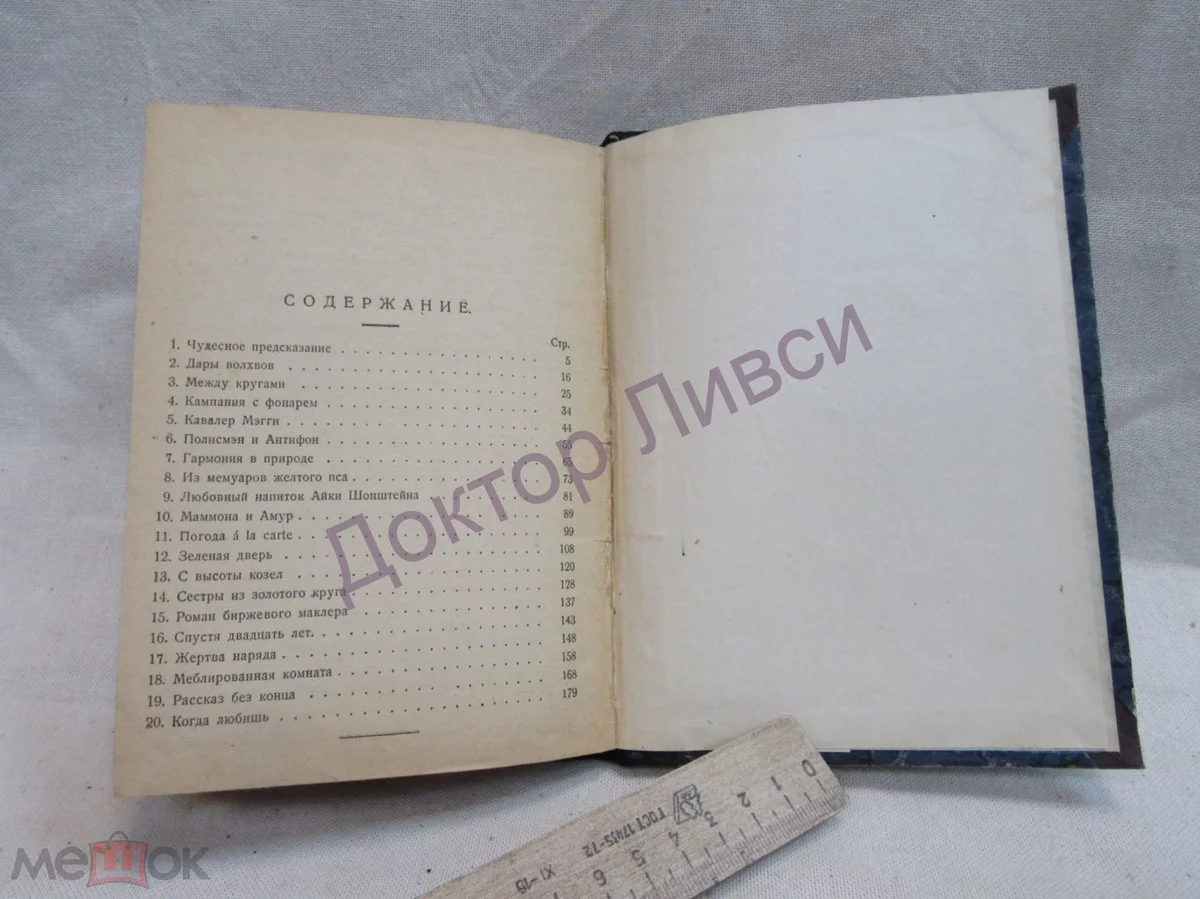 СОДЕРЖАНИЕ.
Стр.
1. Чудесное предсказание 5
2. Дары волхвов 16
3. Между кругами 25
4. Кампания с фонарем 34
5. Кавалер Мэгги 44
6. Полисмэн и Антифон 55
7. Гармония в природе 65
8. Из мемуаров желтого пса 73
9. Любовный напиток Айки Шонштейна 81
10. Маммона и Амур 89
11. Погода á la carte 99
12. Зеленая дверь 108
13. С высоты козел 120
14. Сестры из золотого круга 128
15. Роман биржевого маклера 137
16. Спустя двадцать лет. 143
17. Жертва наряда 148
18. Меблированная комната 158
19. Рассказ без конца 168
20. Когда любишь 179
Доктор Ливси
0 1 2 3 4 5 6
ГОСТ 17435-72
XI-15
мешок